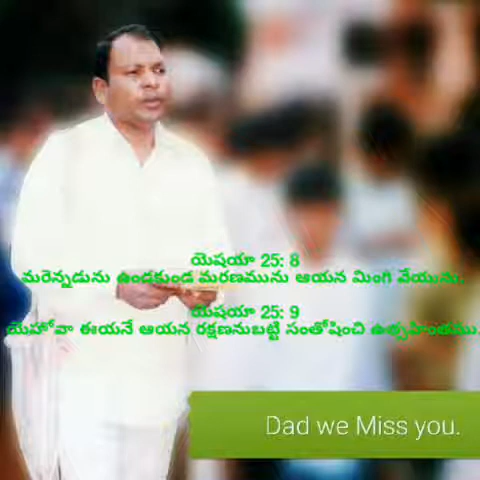 యెషయా 25: 8
మరెన్నడును ఉండకుండ మరణమును ఆయన మింగి వేయును.
యెషయా 25: 9
యెహోవా ఈయనే ఆయన రక్షణనుబట్టి సంతోషించి ఉత్సహింతము.
Dad we Miss you.